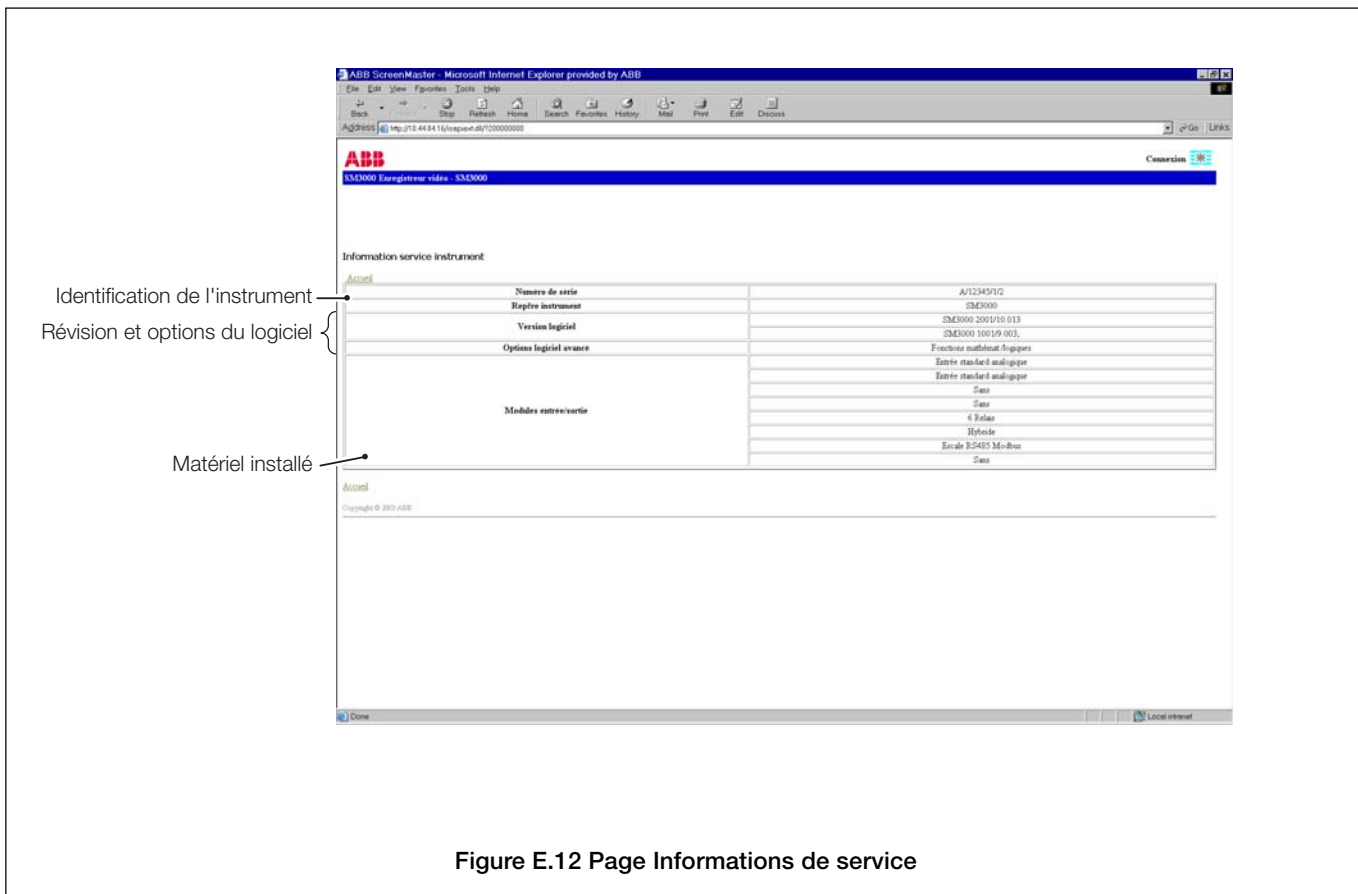 ABB ScreenMaster - Microsoft Internet Explorer provided by ABB
File Edit View Favorites Tools Help
Back Forward Stop Refresh Home Search Favorites History Mail Print Edit Discuss
Address Go Links
ABB
Connexion
SM3000 Enregistreur video - SM3000
Information service instrument
Accueil
Identification de l'instrument
Numéro de série A/12345/1/2
Repère instrument SM3000
Révision et options du logiciel
Version logiciel SM3000 2001/10.013
SM3000 1001/9.003,
Options logiciel avancé Fonctions mathémat./logiques
Modules entrée/sortie Entrée standard analogique
Entrée standard analogique
Sans
Sans
6 Relais
Hybride
Escale RS485 Modbus
Matériel installé
Sans
Accueil
Copyright © ABB
Done Local intranet
Figure E.12 Page Informations de service